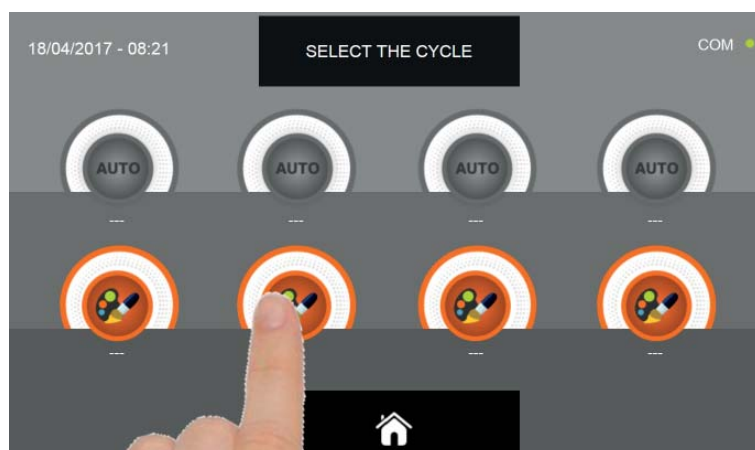 18/04/2017 - 08:21
SELECT THE CYCLE
COM
AUTO AUTO AUTO AUTO
--- --- --- ---
--- --- ---